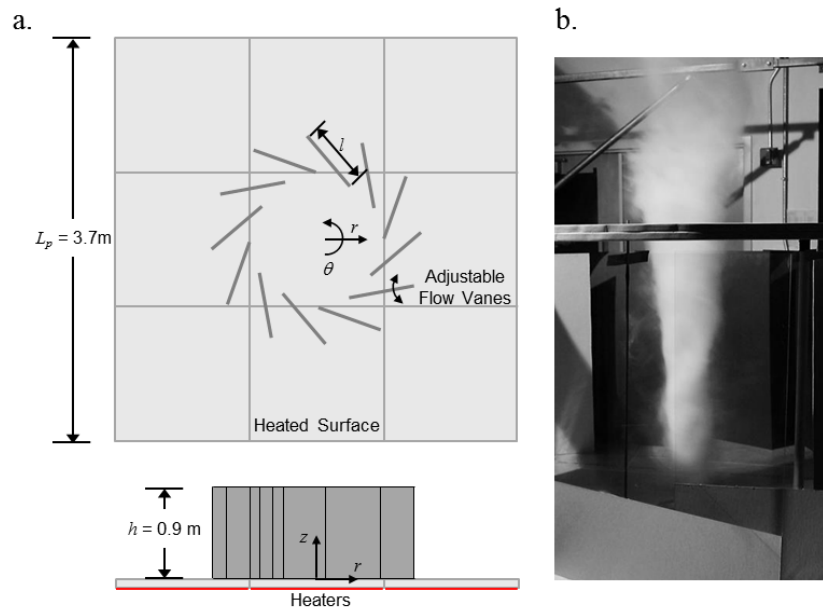 a.
b.
l
L_p = 3.7m
r
θ
Adjustable
Flow Vanes
Heated Surface
h = 0.9 m
z
r
Heaters